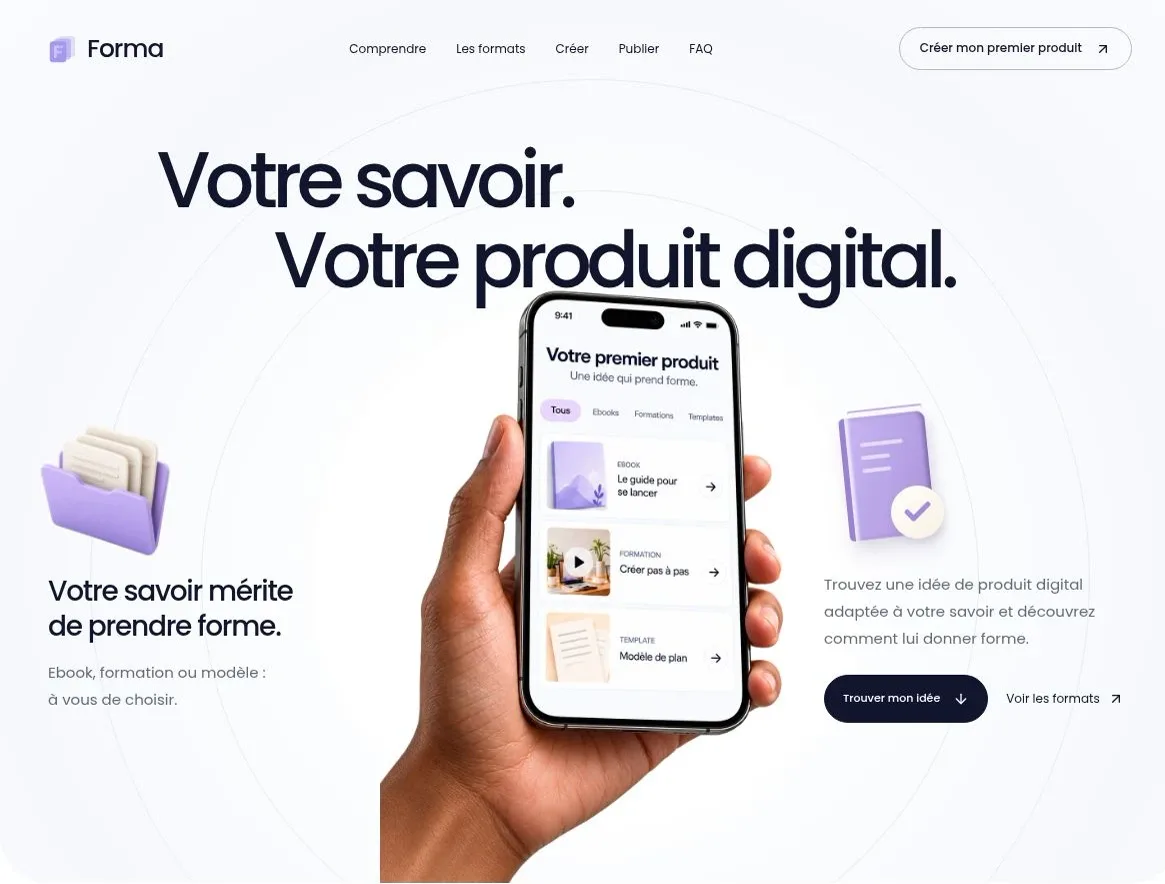 Forma
Comprendre
Les formats
Créer
Publier
FAQ
Créer mon premier produit
Votre savoir.
Votre produit digital.
9:41
Votre premier produit
Une idée qui prend forme.
Tous
Ebooks
Formations
Templates
EBOOK
Le guide pour
se lancer
FORMATION
Créer pas à pas
TEMPLATE
Modèle de plan
Votre savoir mérite
de prendre forme.
Ebook, formation ou modèle :
à vous de choisir.
Trouvez une idée de produit digital
adaptée à votre savoir et découvrez
comment lui donner forme.
Trouver mon idée
Voir les formats